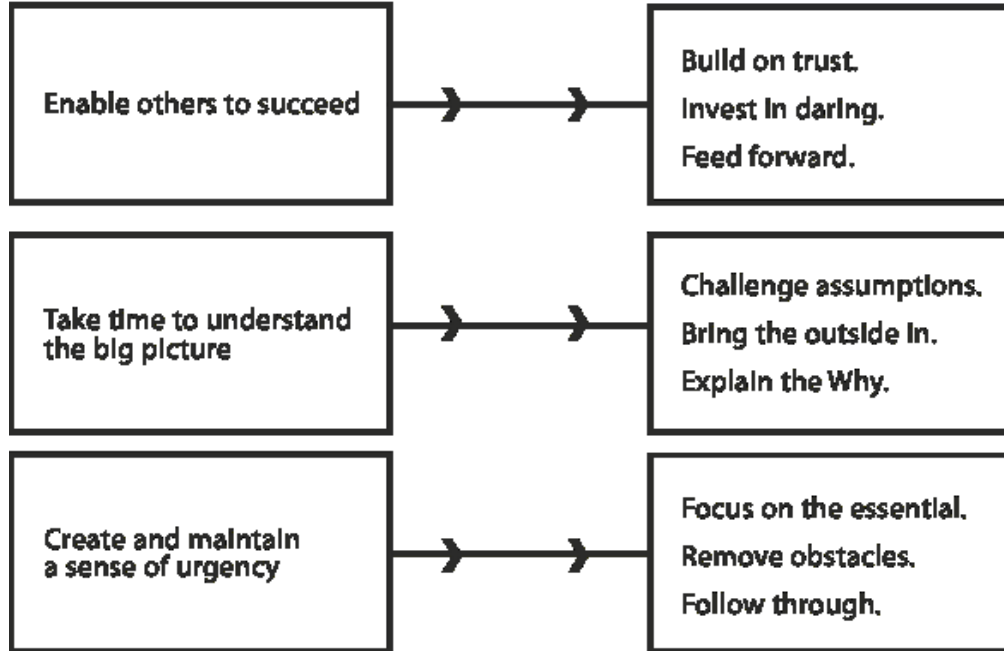 Enable others to succeed
Build on trust.
Invest in daring.
Feed forward.
Take time to understand
the big picture
Challenge assumptions.
Bring the outside in.
Explain the Why.
Create and maintain
a sense of urgency
Focus on the essential.
Remove obstacles.
Follow through.